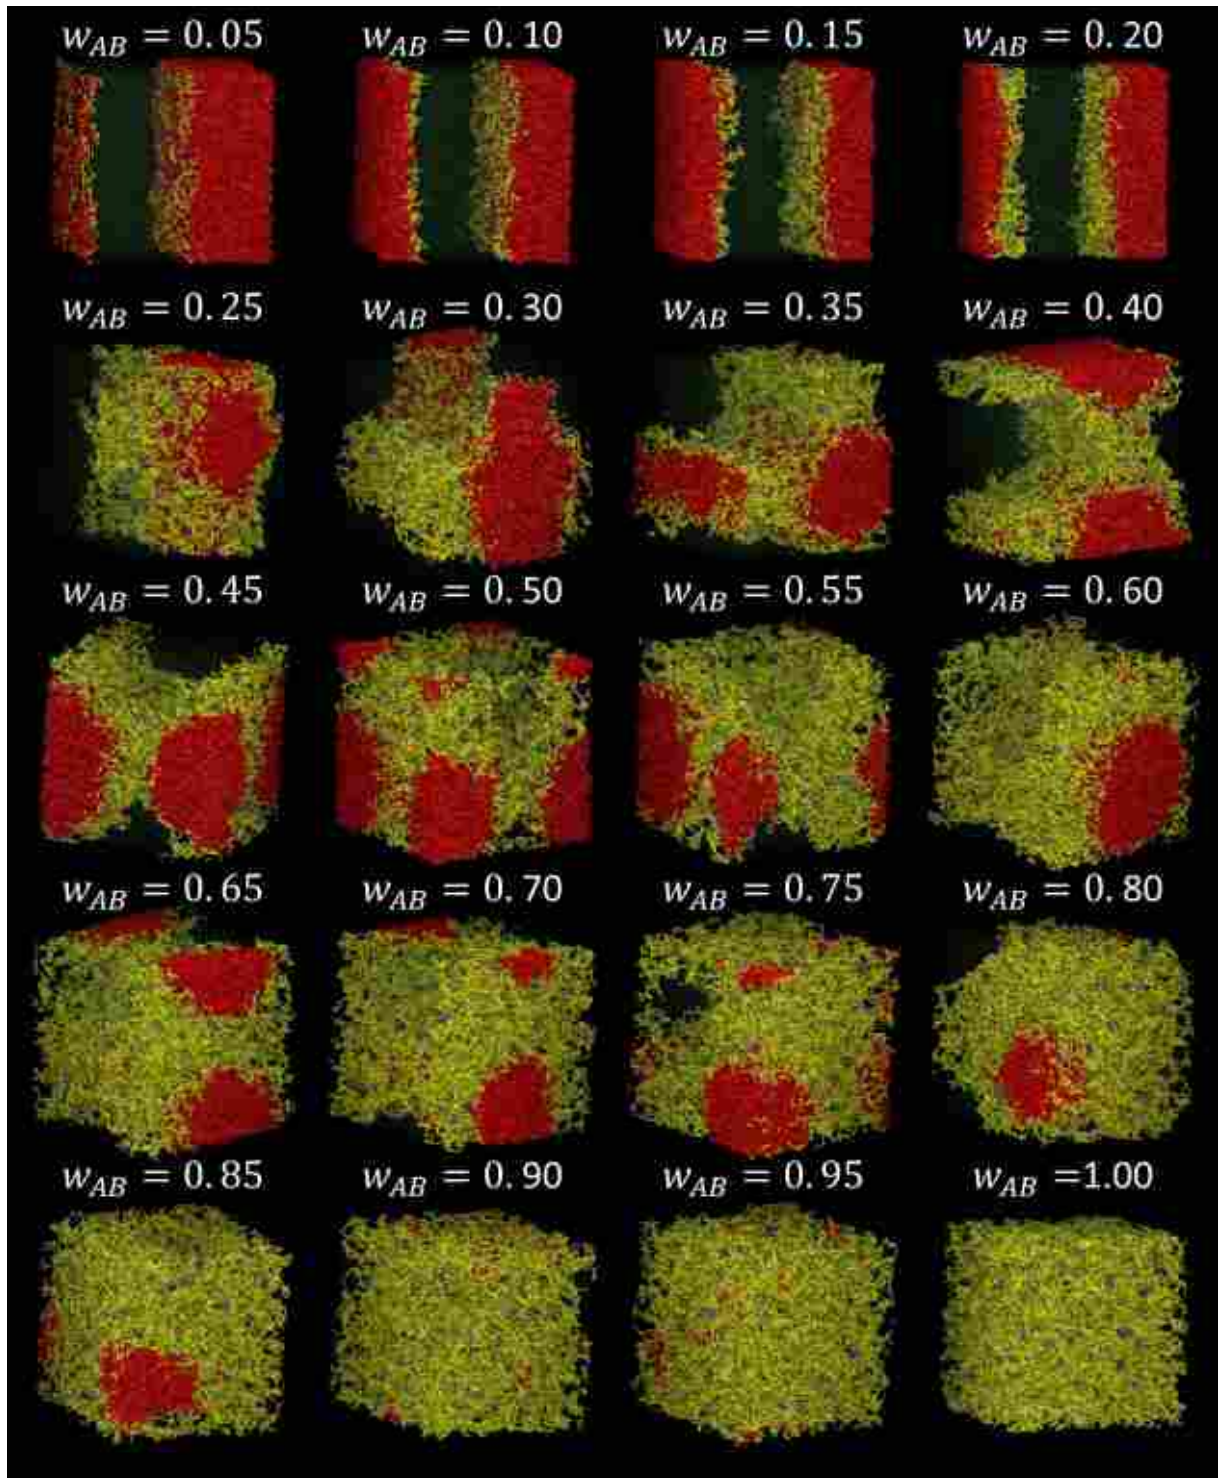 w_AB = 0.05 w_AB = 0.10 w_AB = 0.15 w_AB = 0.20
w_AB = 0.25 w_AB = 0.30 w_AB = 0.35 w_AB = 0.40
w_AB = 0.45 w_AB = 0.50 w_AB = 0.55 w_AB = 0.60
w_AB = 0.65 w_AB = 0.70 w_AB = 0.75 w_AB = 0.80
w_AB = 0.85 w_AB = 0.90 w_AB = 0.95 w_AB =1.00